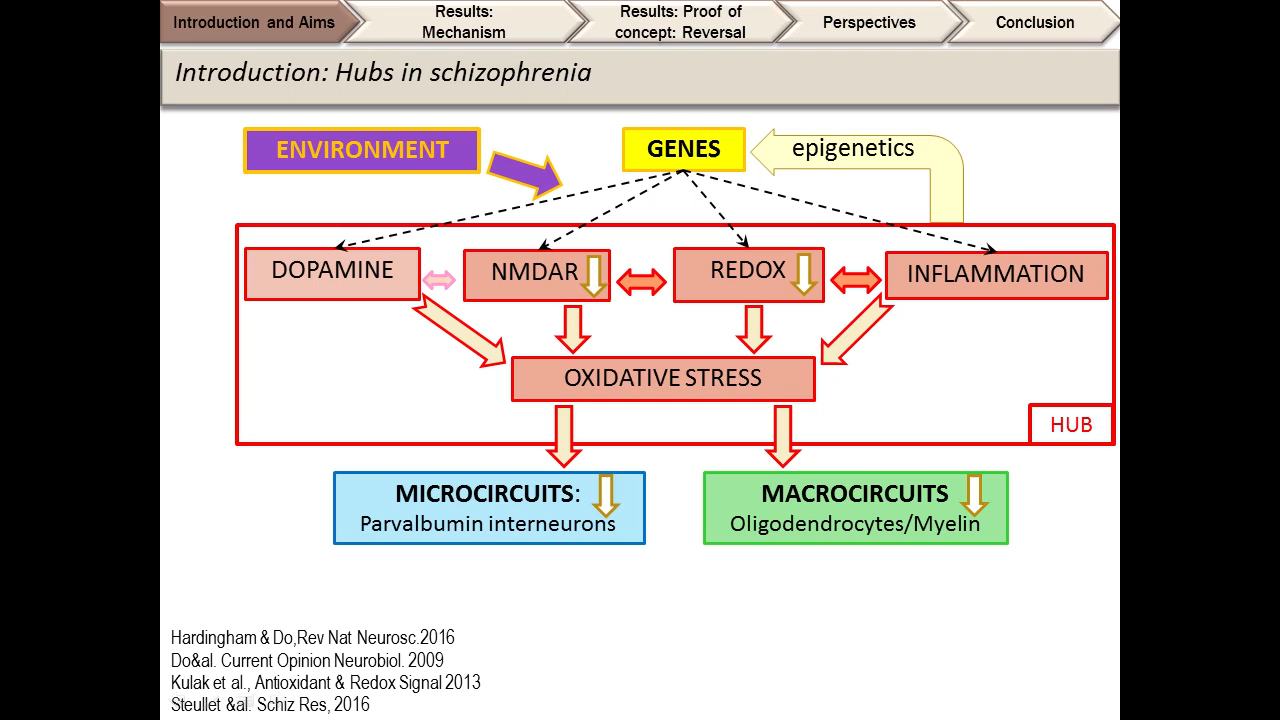 Introduction and Aims
Results:
Mechanism
Results: Proof of
concept: Reversal
Perspectives
Conclusion
Introduction: Hubs in schizophrenia
ENVIRONMENT
GENES
epigenetics
DOPAMINE
NMDAR
REDOX
INFLAMMATION
OXIDATIVE STRESS
HUB
MICROCIRCUITS:
Parvalbumin interneurons
MACROCIRCUITS
Oligodendrocytes/Myelin
Hardingham & Do,Rev Nat Neurosc.2016
Do&al. Current Opinion Neurobiol. 2009
Kulak et al., Antioxidant & Redox Signal 2013
Steullet &al. Schiz Res, 2016